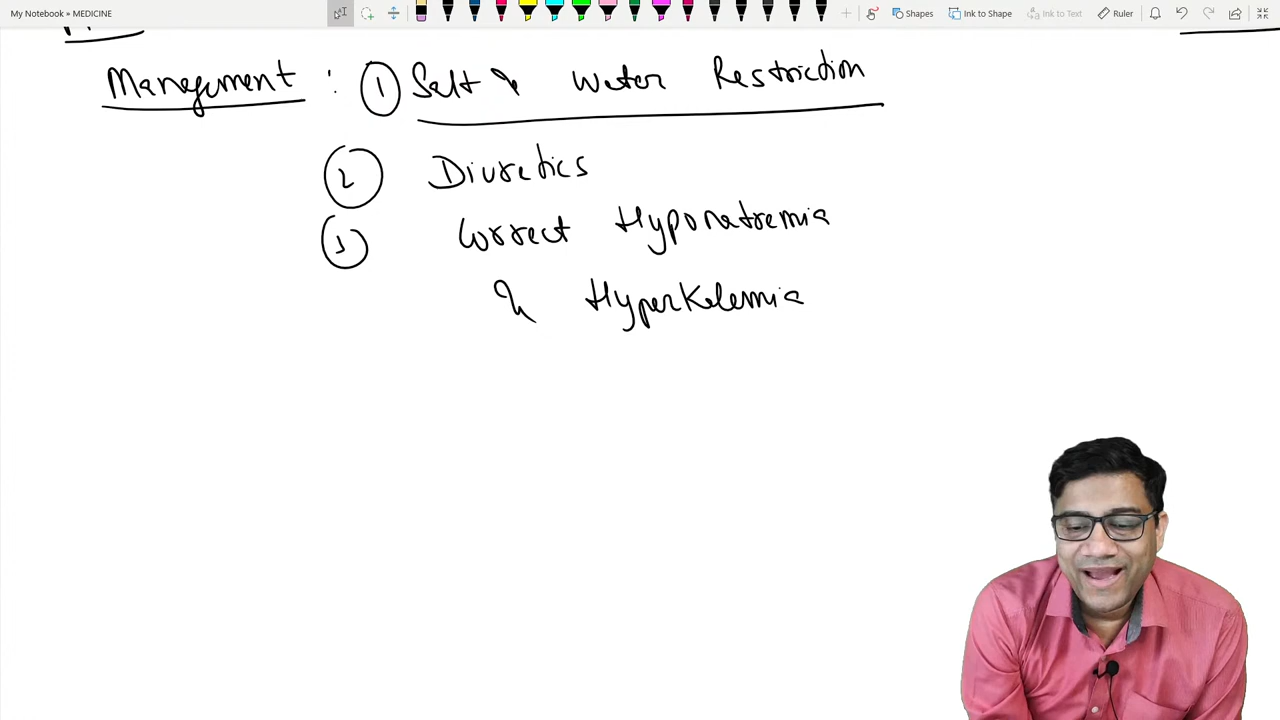 My Notebook » MEDICINE
Shapes Ink to Shape Ink to Text Ruler
Management : ① Salt & Water Restriction
② Diuretics
③ Correct Hyponatremia
& Hyperkalemia